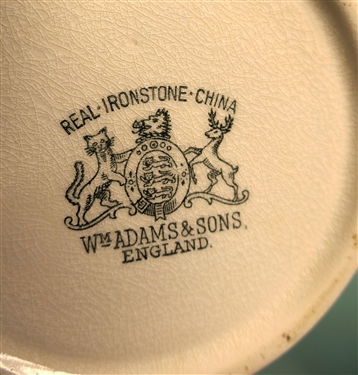 REAL·IRONSTONE·CHINA
WM ADAMS & SONS,
ENGLAND.